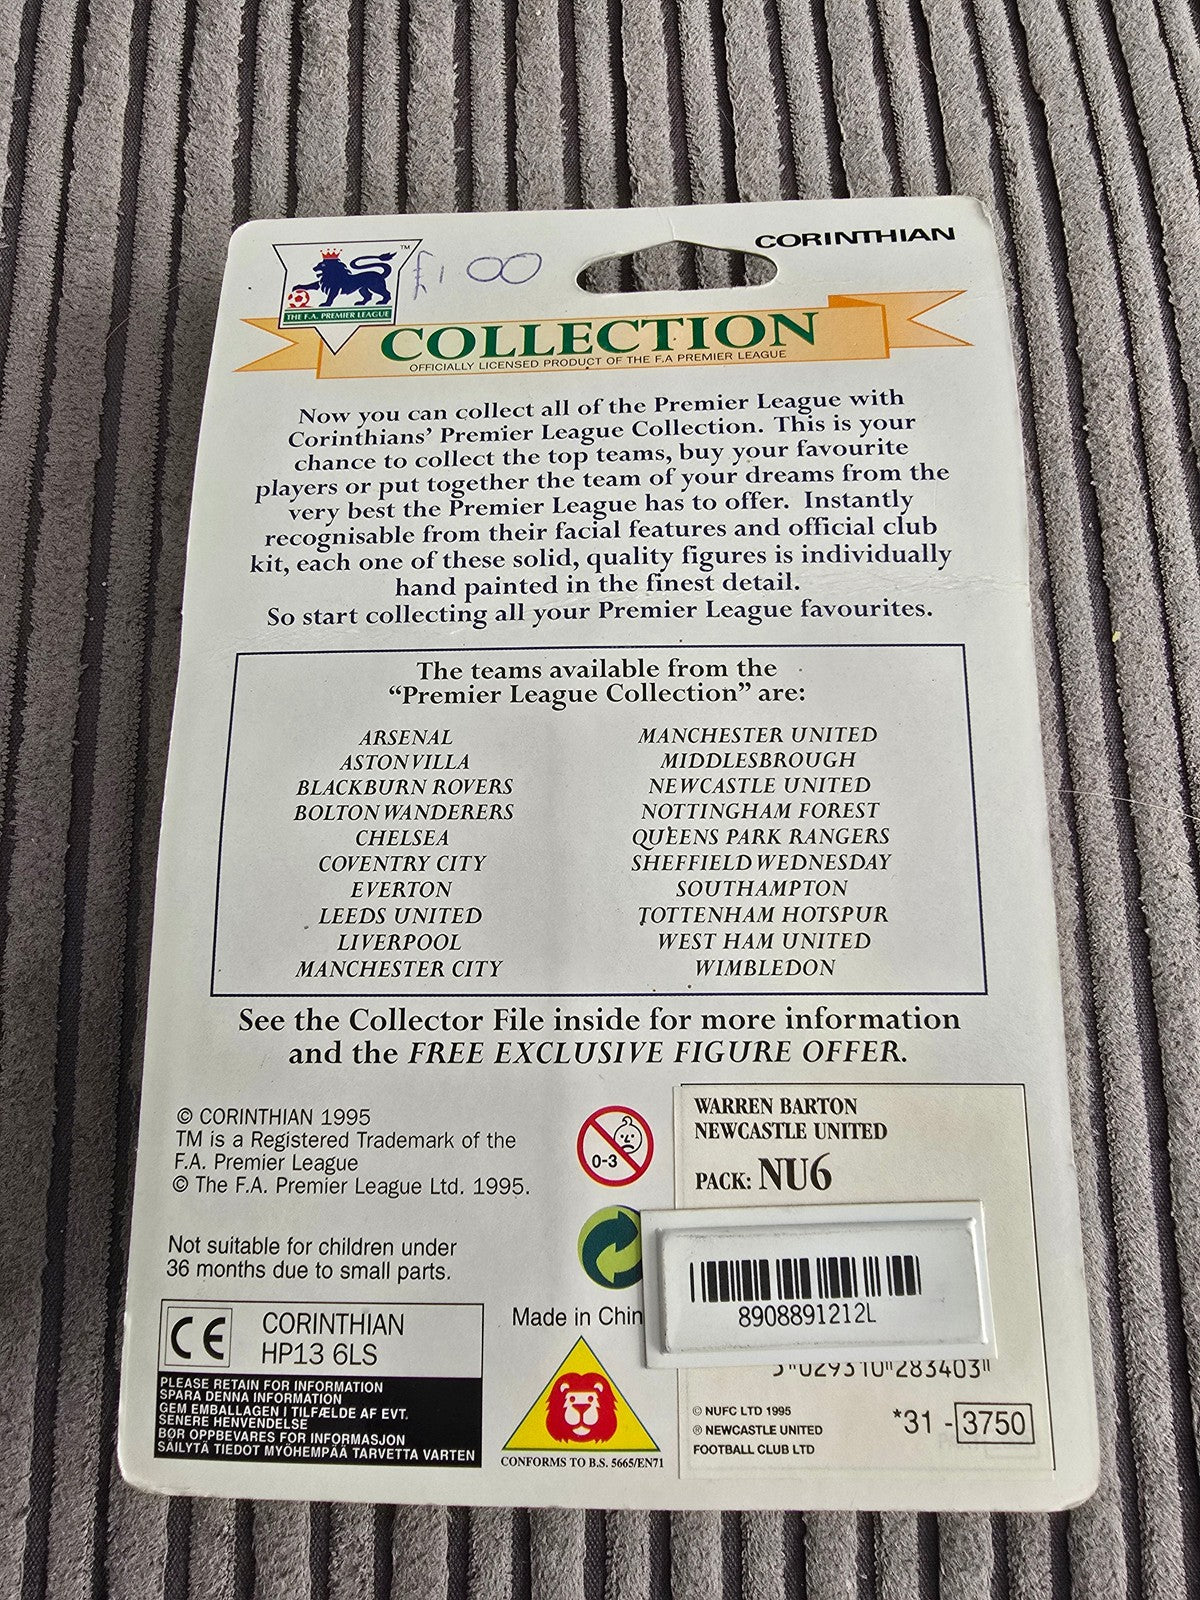 CORINTHIAN
TM
£1.00
THE F.A. PREMIER LEAGUE
COLLECTION
OFFICIALLY LICENSED PRODUCT OF THE F.A PREMIER LEAGUE
Now you can collect all of the Premier League with
Corinthians' Premier League Collection. This is your
chance to collect the top teams, buy your favourite
players or put together the team of your dreams from the
very best the Premier League has to offer. Instantly
recognisable from their facial features and official club
kit, each one of these solid, quality figures is individually
hand painted in the finest detail.
So start collecting all your Premier League favourites.
The teams available from the
“Premier League Collection” are:
ARSENAL
ASTON VILLA
BLACKBURN ROVERS
BOLTON WANDERERS
CHELSEA
COVENTRY CITY
EVERTON
LEEDS UNITED
LIVERPOOL
MANCHESTER CITY
MANCHESTER UNITED
MIDDLESBROUGH
NEWCASTLE UNITED
NOTTINGHAM FOREST
QUEENS PARK RANGERS
SHEFFIELD WEDNESDAY
SOUTHAMPTON
TOTTENHAM HOTSPUR
WEST HAM UNITED
WIMBLEDON
See the Collector File inside for more information
and the FREE EXCLUSIVE FIGURE OFFER.
© CORINTHIAN 1995
TM is a Registered Trademark of the
F.A. Premier League
© The F.A. Premier League Ltd. 1995.
Not suitable for children under
36 months due to small parts.
CE
CORINTHIAN
HP13 6LS
PLEASE RETAIN FOR INFORMATION
SPARA DENNA INFORMATION
GEM EMBALLAGEN I TILFÆLDE AF EVT.
SENERE HENVENDELSE
BØR OPPBEVARES FOR INFORMASJON
SÄILYTÄ TIEDOT MYÖHEMPÄÄ TARVETTA VARTEN
0-3
Made in Chin
CONFORMS TO B.S. 5665/EN71
WARREN BARTON
NEWCASTLE UNITED
PACK: NU6
8908891212L
5 029310 283403
© NUFC LTD 1995
® NEWCASTLE UNITED
FOOTBALL CLUB LTD
*31 - 3750